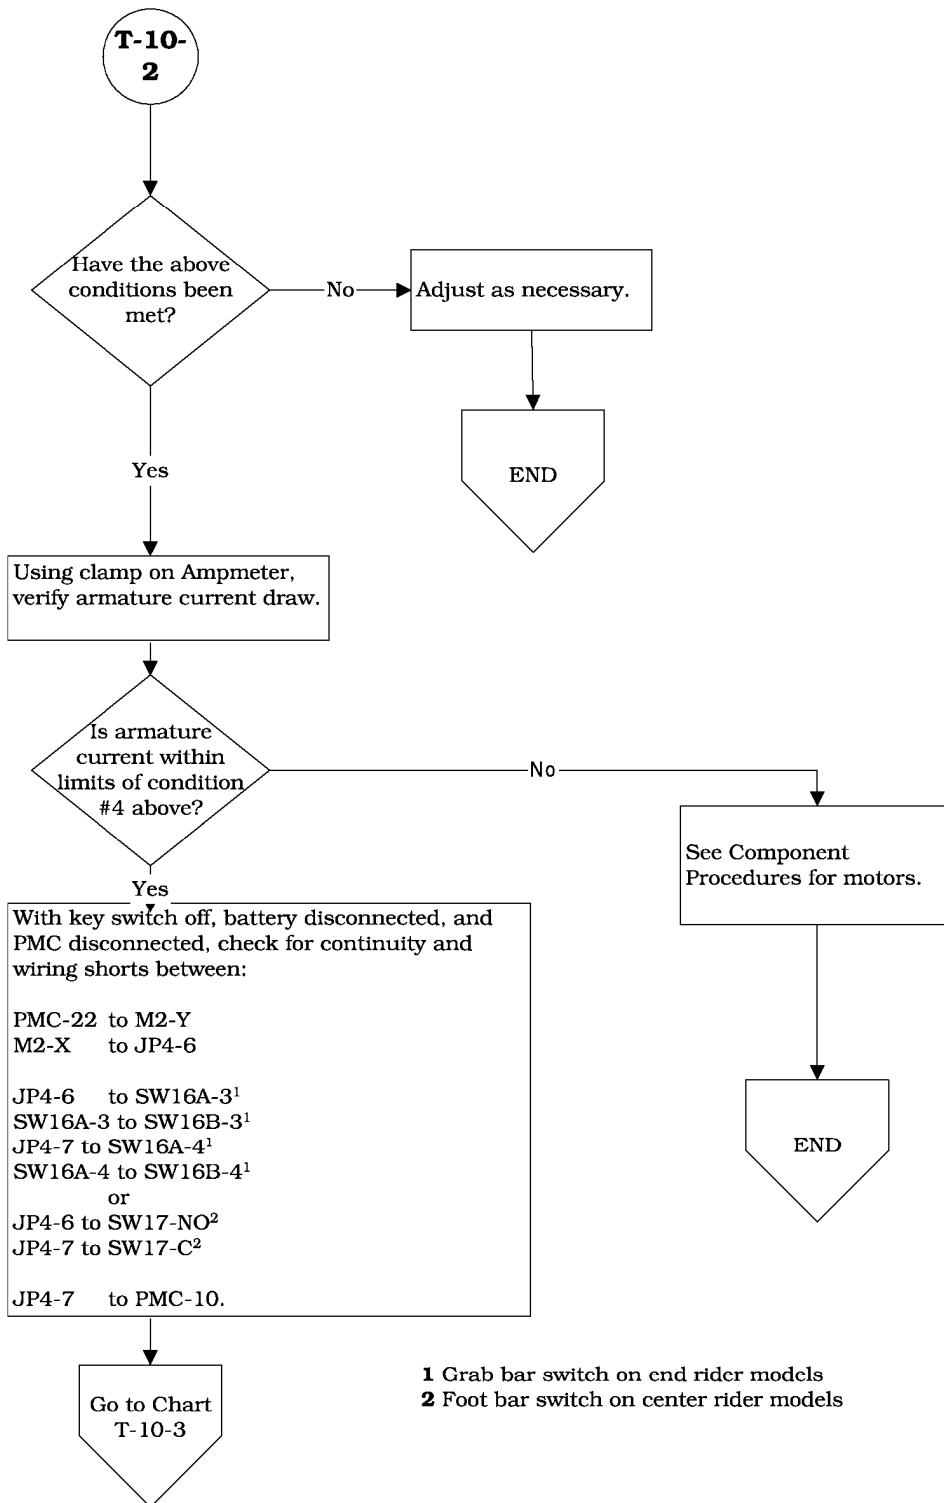 T-10-
2
Have the above
conditions been
met?
No
Adjust as necessary.
END
Yes
Using clamp on Ampmeter,
verify armature current draw.
Is armature
current within
limits of condition
#4 above?
No
See Component
Procedures for motors.
END
Yes
With key switch off, battery disconnected, and
PMC disconnected, check for continuity and
wiring shorts between:
PMC-22 to M2-Y
M2-X to JP4-6
JP4-6 to SW16A-3¹
SW16A-3 to SW16B-3¹
JP4-7 to SW16A-4¹
SW16A-4 to SW16B-4¹
or
JP4-6 to SW17-NO²
JP4-7 to SW17-C²
JP4-7 to PMC-10.
Go to Chart
T-10-3
1 Grab bar switch on end rider models
2 Foot bar switch on center rider models